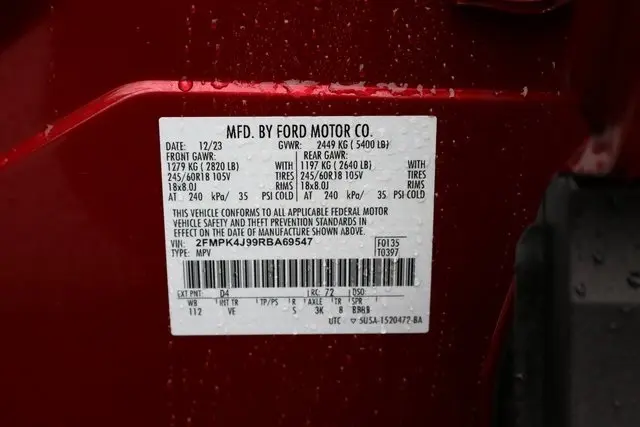 MFD. BY FORD MOTOR CO.
DATE: 12/23 GVWR: 2449 KG ( 5400 LB)
FRONT GAWR: REAR GAWR:
1279 KG ( 2820 LB) WITH 1197 KG ( 2640 LB) WITH
245/60R18 105V TIRES 245/60R18 105V TIRES
18x8.0J RIMS 18x8.0J RIMS
AT 240 kPa/ 35 PSI COLD AT 240 kPa/ 35 PSI COLD
THIS VEHICLE CONFORMS TO ALL APPLICABLE FEDERAL MOTOR
VEHICLE SAFETY AND THEFT PREVENTION STANDARDS IN
EFFECT ON THE DATE OF MANUFACTURE SHOWN ABOVE.
VIN: 2FMPK4J99RBA69547 F0135
TYPE: MPV T0397
EXT PNT: D4 RC: 72 DSO:
WB INT TR TP/PS R AXLE TR SPR
112 VE S 3K 8
UTC